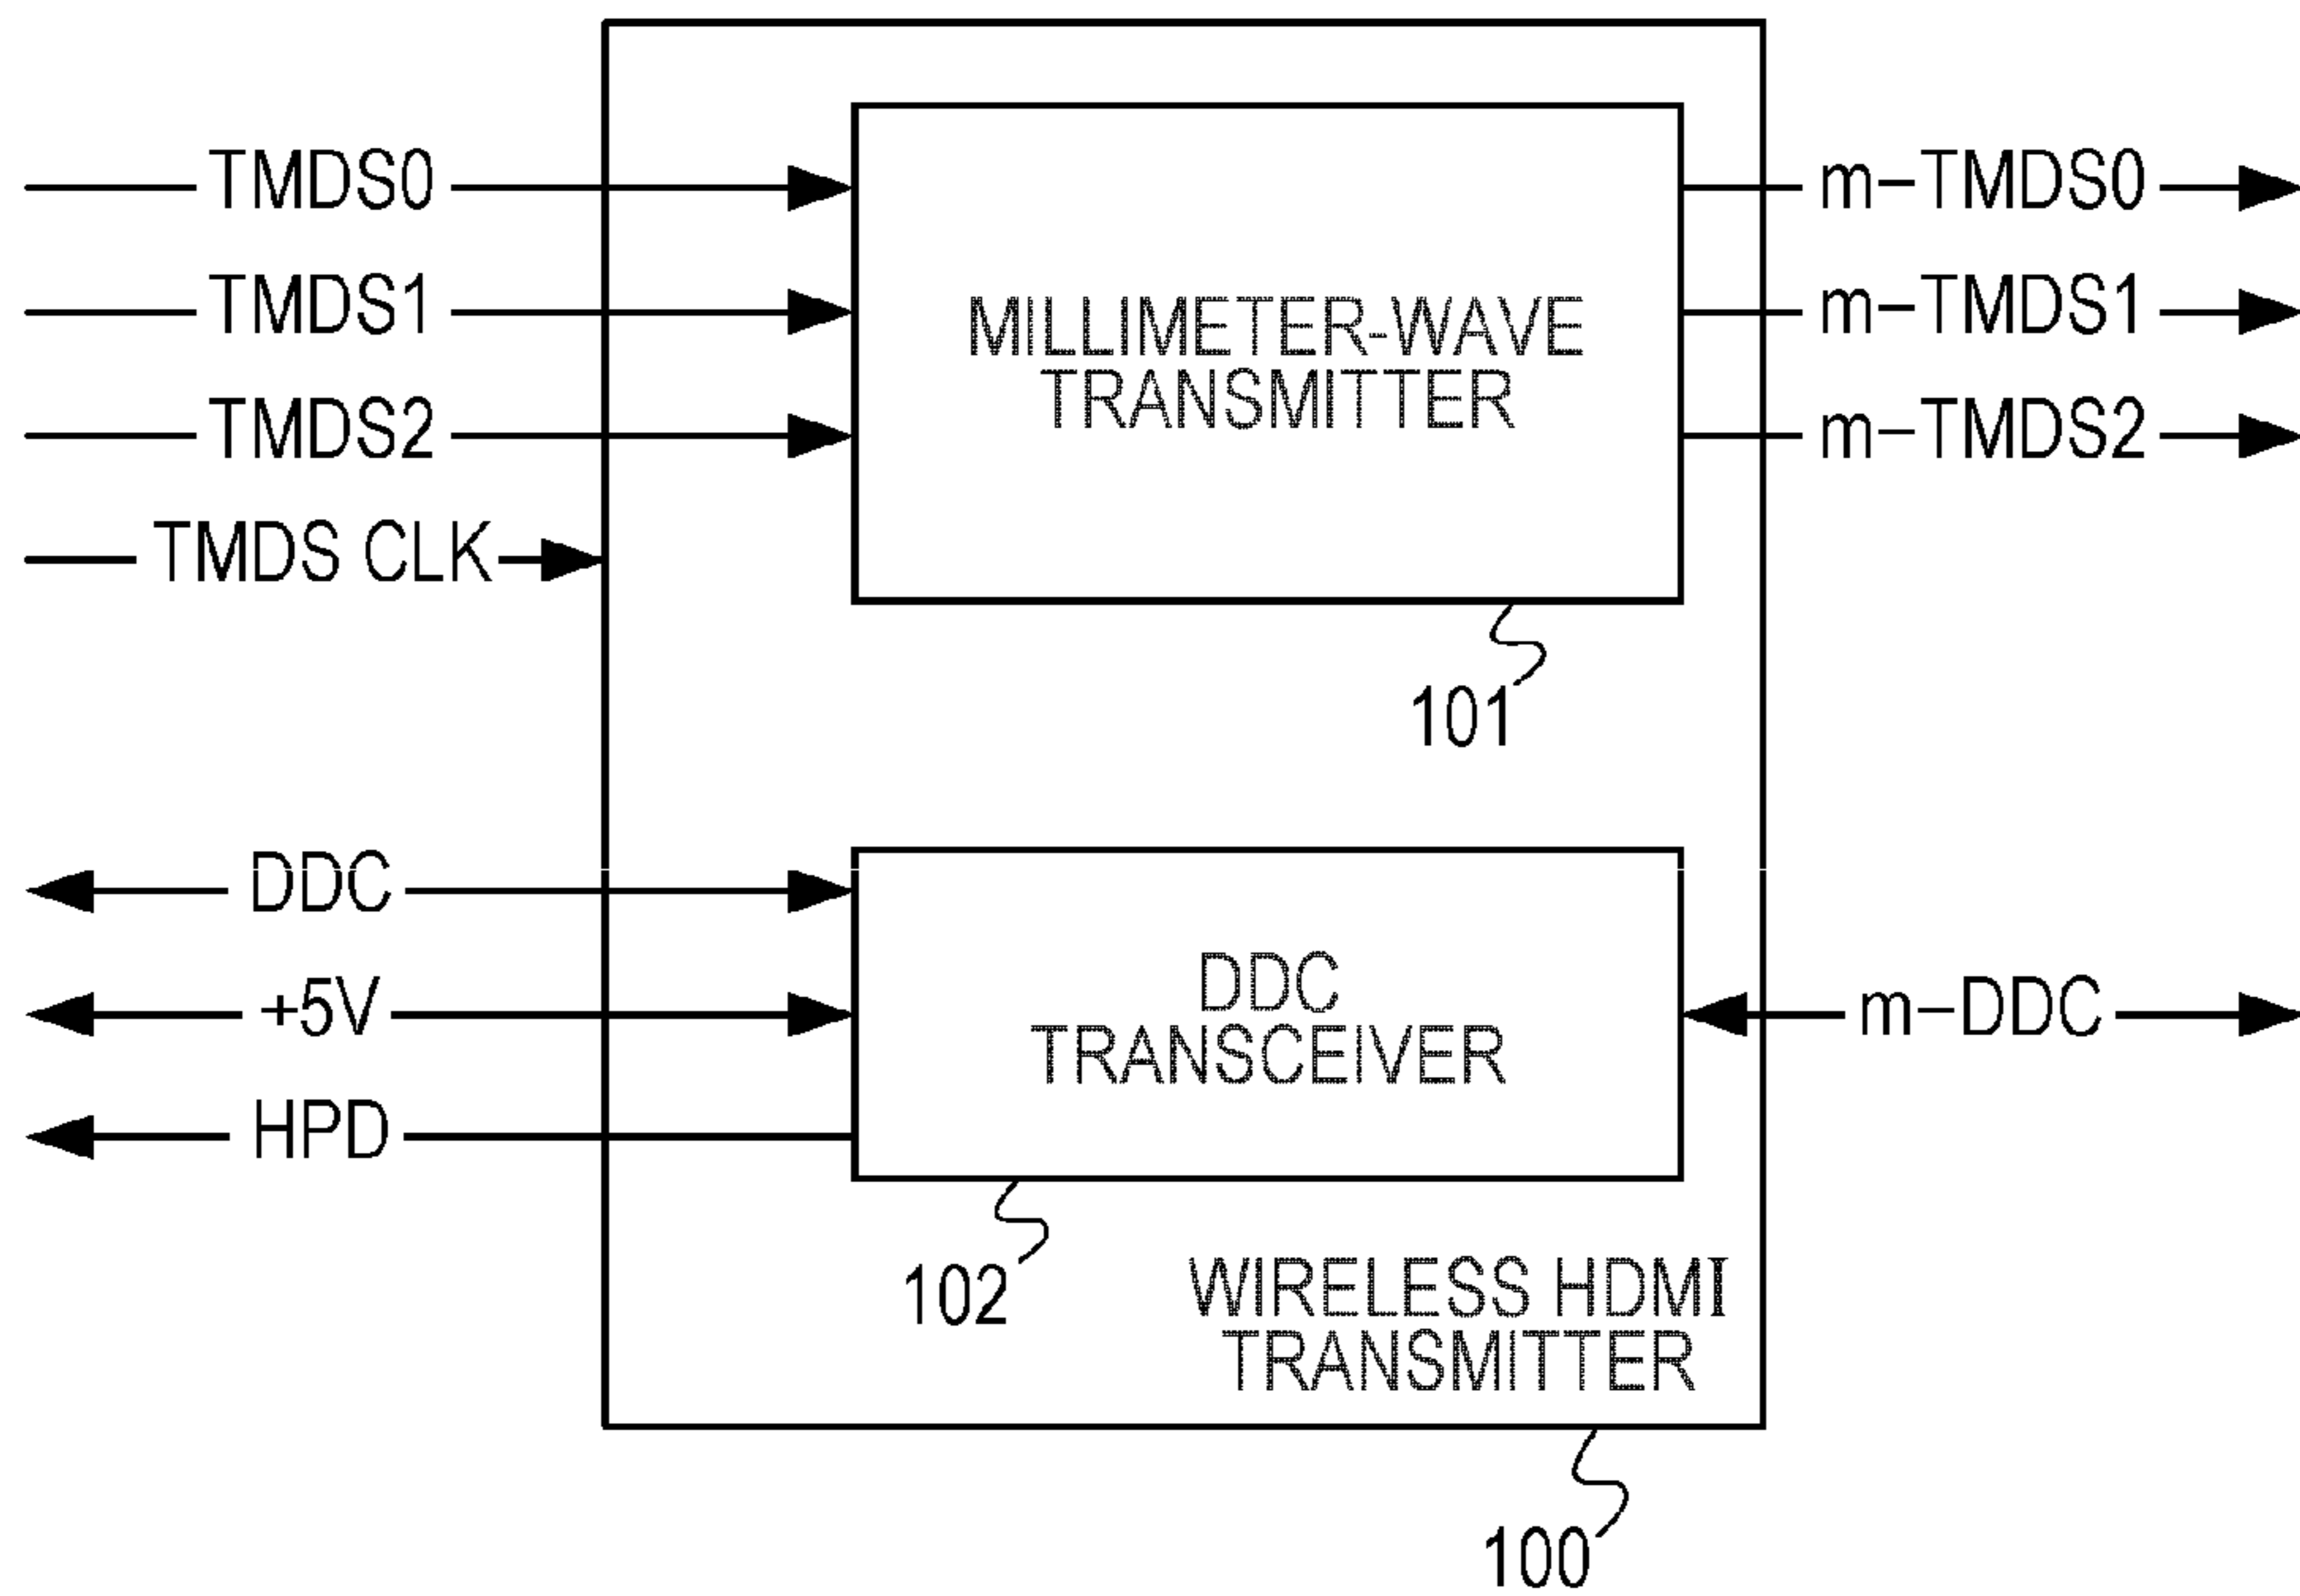 TMDS0
m-TMDS0
TMDS1
m-TMDS1
MILLIMETER-WAVE
TRANSMITTER
TMDS2
m-TMDS2
TMDS CLK
101
DDC
+5V
DDC
TRANSCEIVER
m-DDC
HPD
102
WIRELESS HDMI
TRANSMITTER
100